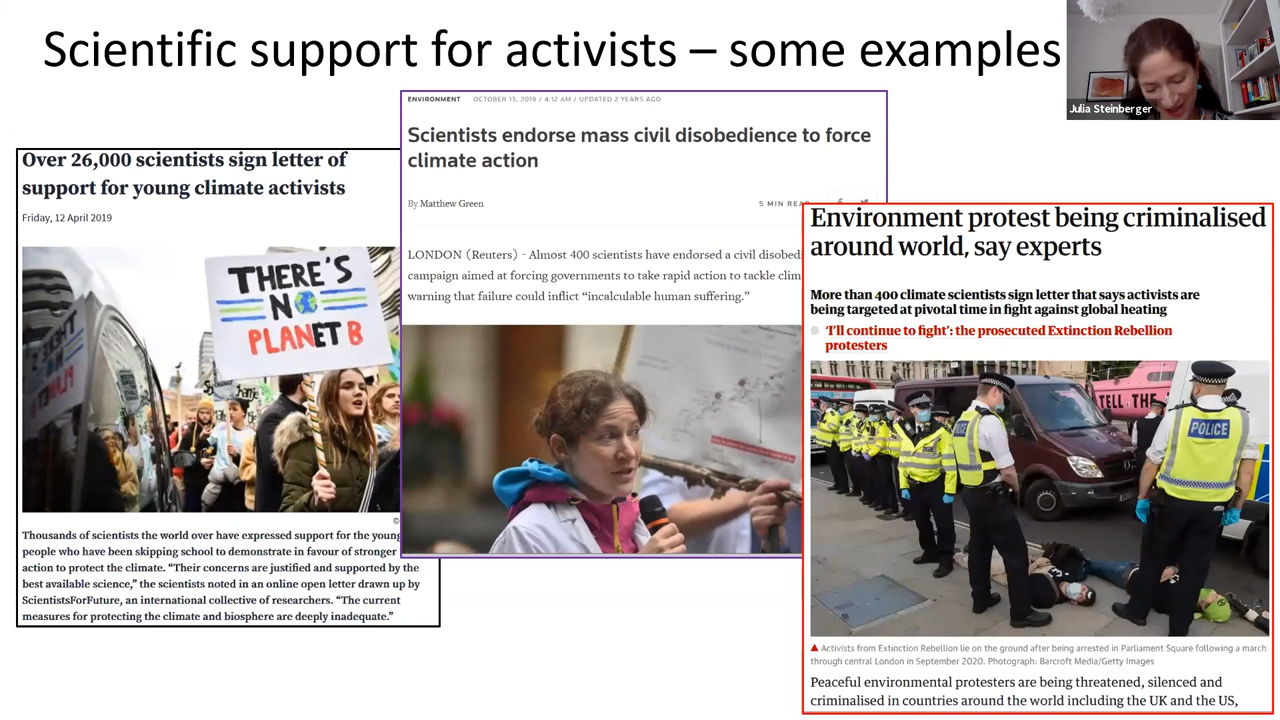 Scientific support for activists – some examples
Julia Steinberger
Over 26,000 scientists sign letter of
support for young climate activists
Friday, 12 April 2019
THERE'S
NO
PLANET B
©
Thousands of scientists the world over have expressed support for the young
people who have been skipping school to demonstrate in favour of stronger
action to protect the climate. “Their concerns are justified and supported by the
best available science,” the scientists noted in an online open letter drawn up by
ScientistsForFuture, an international collective of researchers. “The current
measures for protecting the climate and biosphere are deeply inadequate.”
ENVIRONMENT OCTOBER 13, 2019 / 4:12 AM / UPDATED 2 YEARS AGO
Scientists endorse mass civil disobedience to force
climate action
By Matthew Green 5 MIN REA
LONDON (Reuters) - Almost 400 scientists have endorsed a civil disobed
campaign aimed at forcing governments to take rapid action to tackle clim
warning that failure could inflict “incalculable human suffering.”
Environment protest being criminalised
around world, say experts
More than 400 climate scientists sign letter that says activists are
being targeted at pivotal time in fight against global heating
‘I’ll continue to fight’: the prosecuted Extinction Rebellion
protesters
TELL THE
POLICE
Activists from Extinction Rebellion lie on the ground after being arrested in Parliament Square following a march
through central London in September 2020. Photograph: Barcroft Media/Getty Images
Peaceful environmental protesters are being threatened, silenced and
criminalised in countries around the world including the UK and the US,